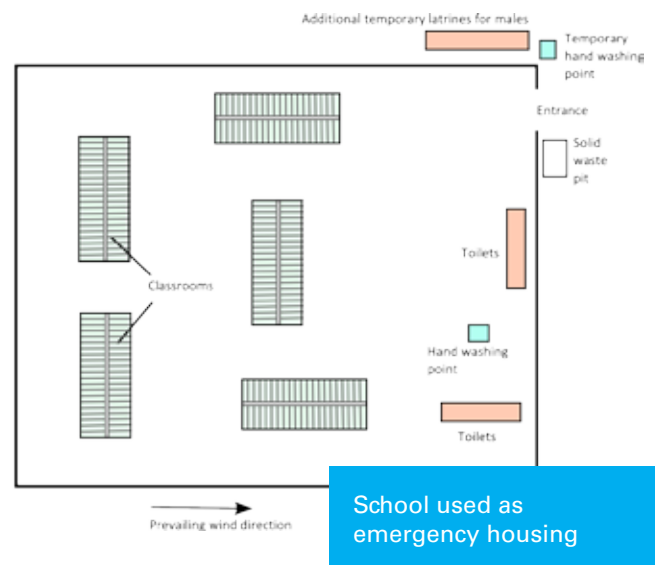 Additional temporary latrines for males
Temporary
hand washing
point
Entrance
Solid
waste
pit
Toilets
Classrooms
Hand washing
point
Toilets
Prevailing wind direction
School used as
emergency housing